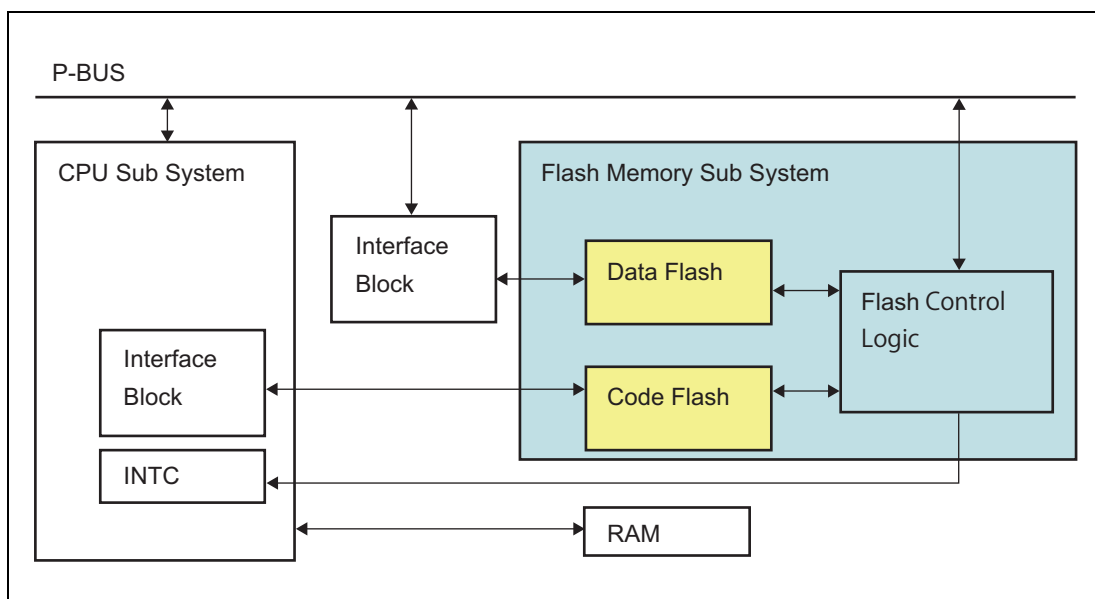 P-BUS
CPU Sub System
Flash Memory Sub System
Interface
Block
Data Flash
Flash Control
Logic
Interface
Block
Code Flash
INTC
RAM